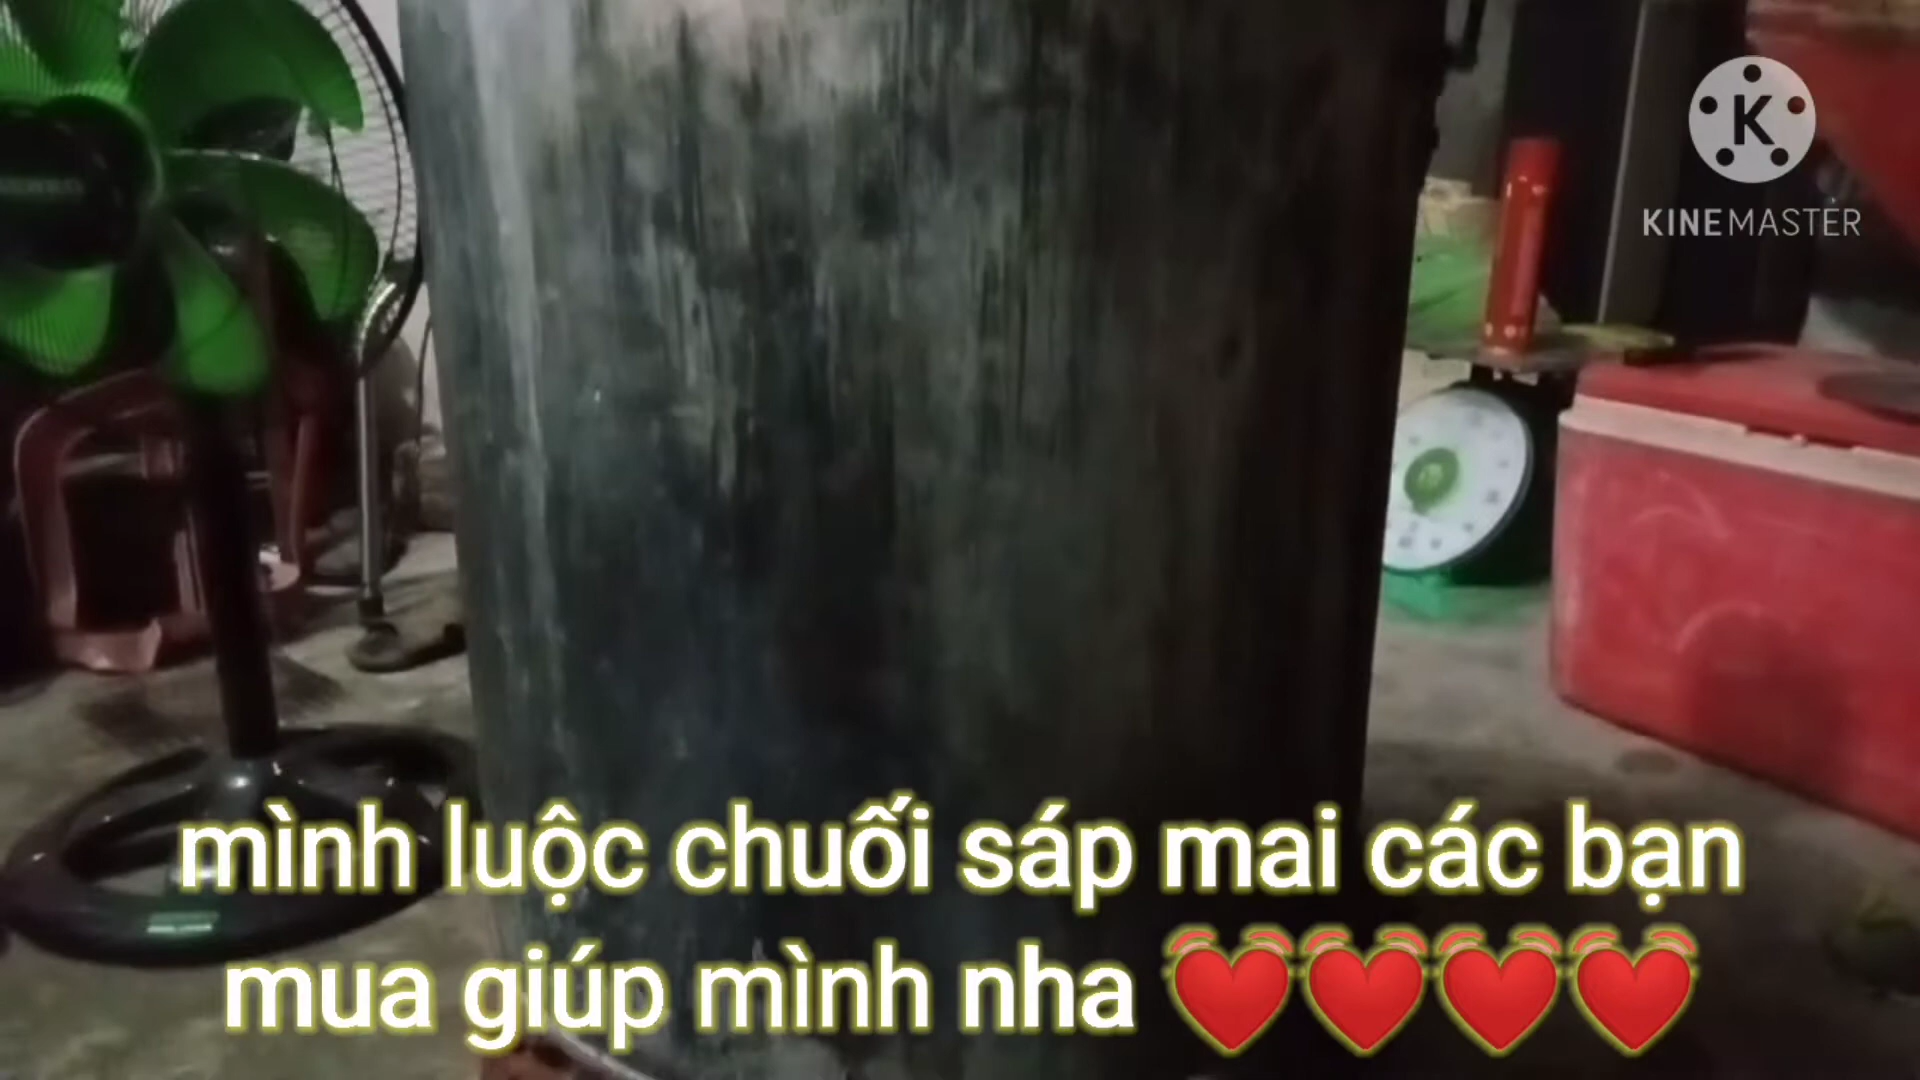 K
KINEMASTER
mình luộc chuối sáp mai các bạn
mua giúp mình nha 💓💓💓💓